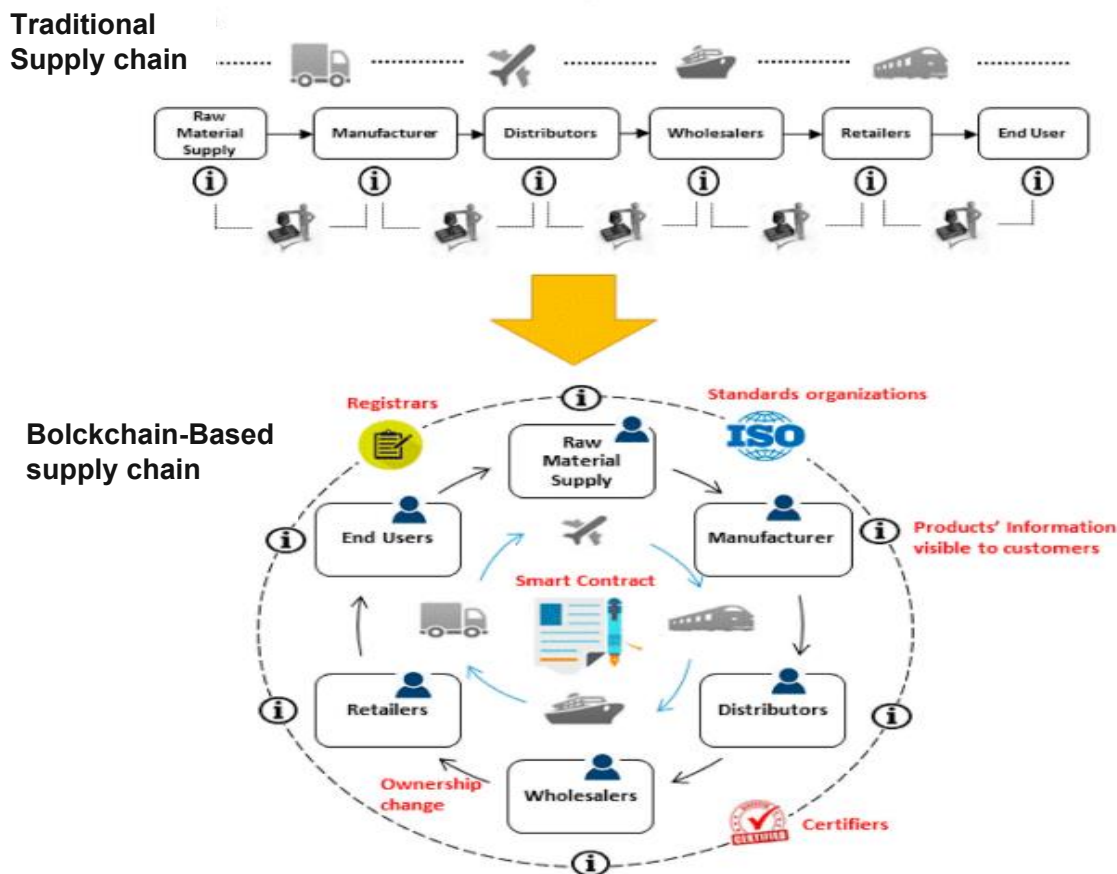 Traditional
Supply chain
Raw
Material
Supply
Manufacturer
Distributors
Wholesalers
Retailers
End User
i
i
i
i
i
i
Registrars
i
Standards organizations
ISO
Bolckchain-Based
supply chain
Raw
Material
Supply
i
End Users
Manufacturer
i
Products' Information
visible to customers
Smart Contract
i
Retailers
Distributors
i
Ownership
change
Wholesalers
CERTIFIED
Certifiers
i